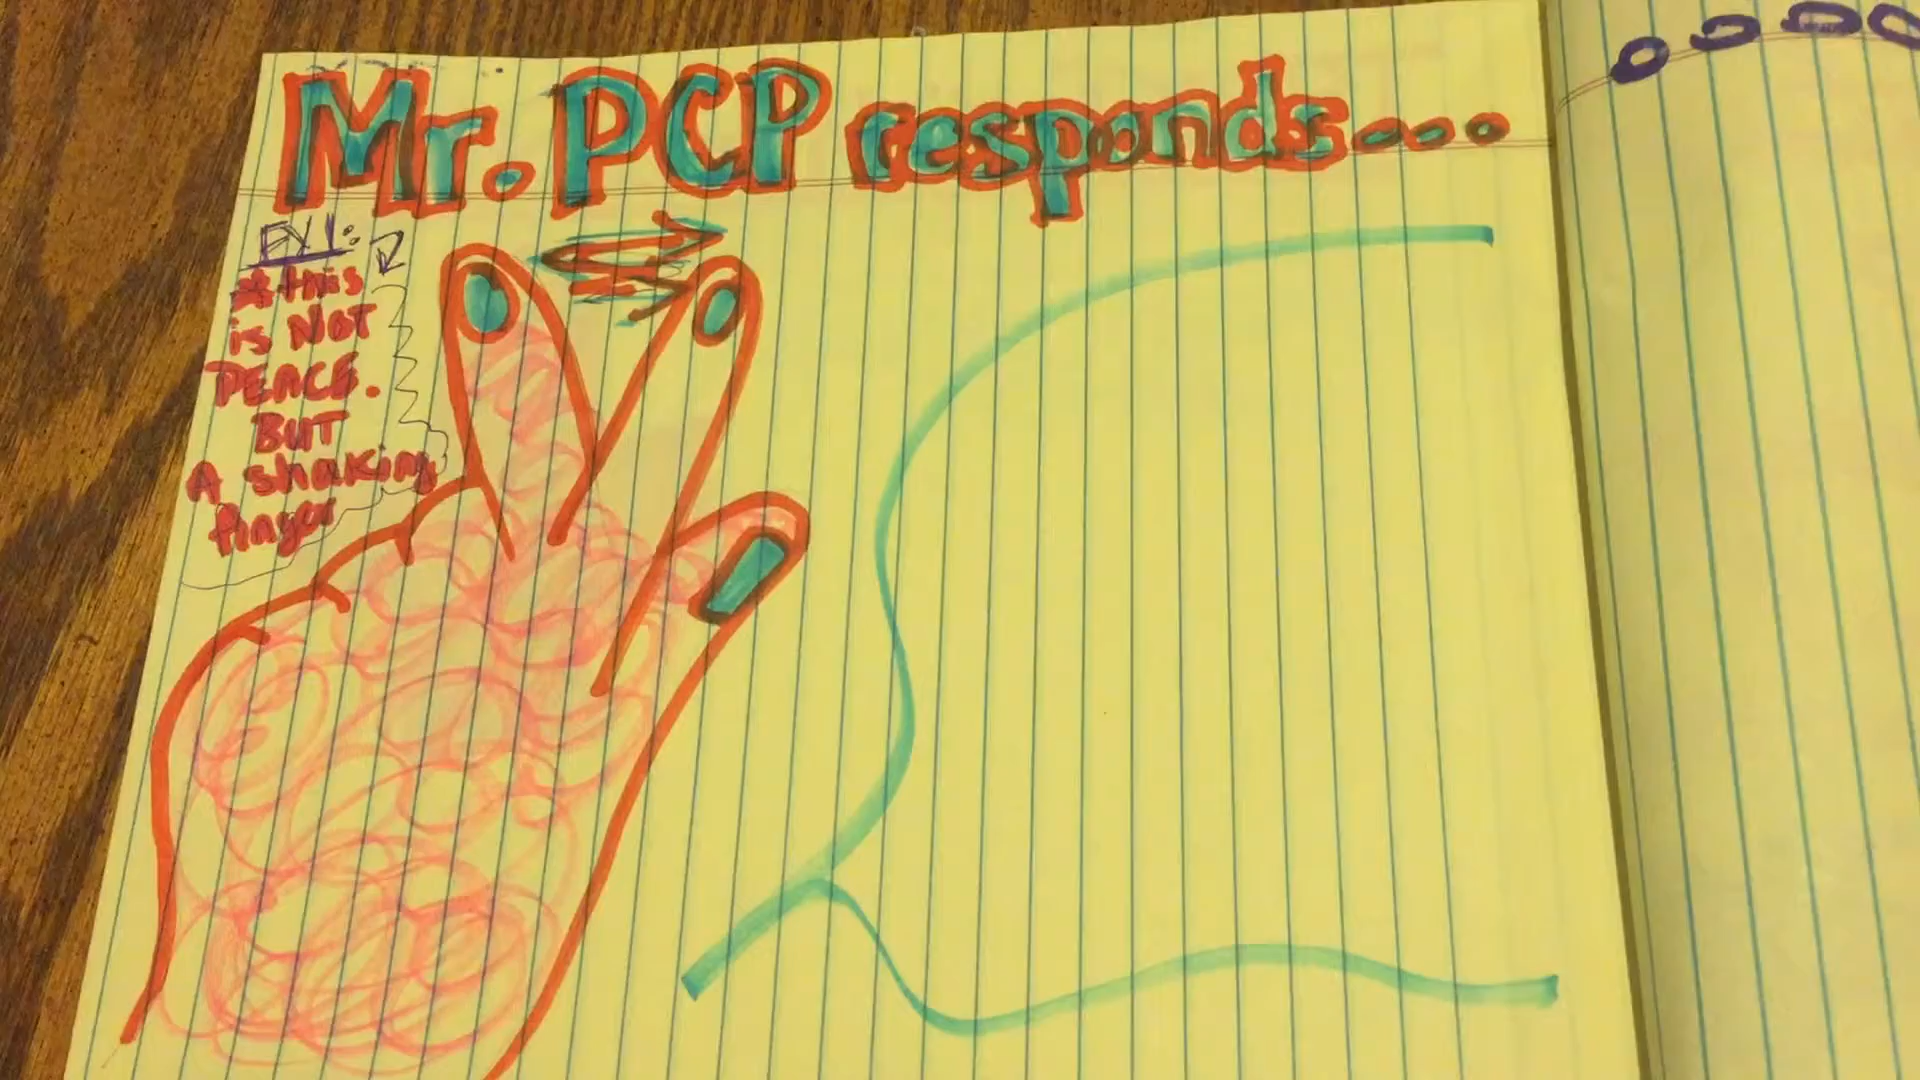 Mr. PCP responds...
FYI:
*this
is NOT
PEACE.
BUT
A shaking
finger